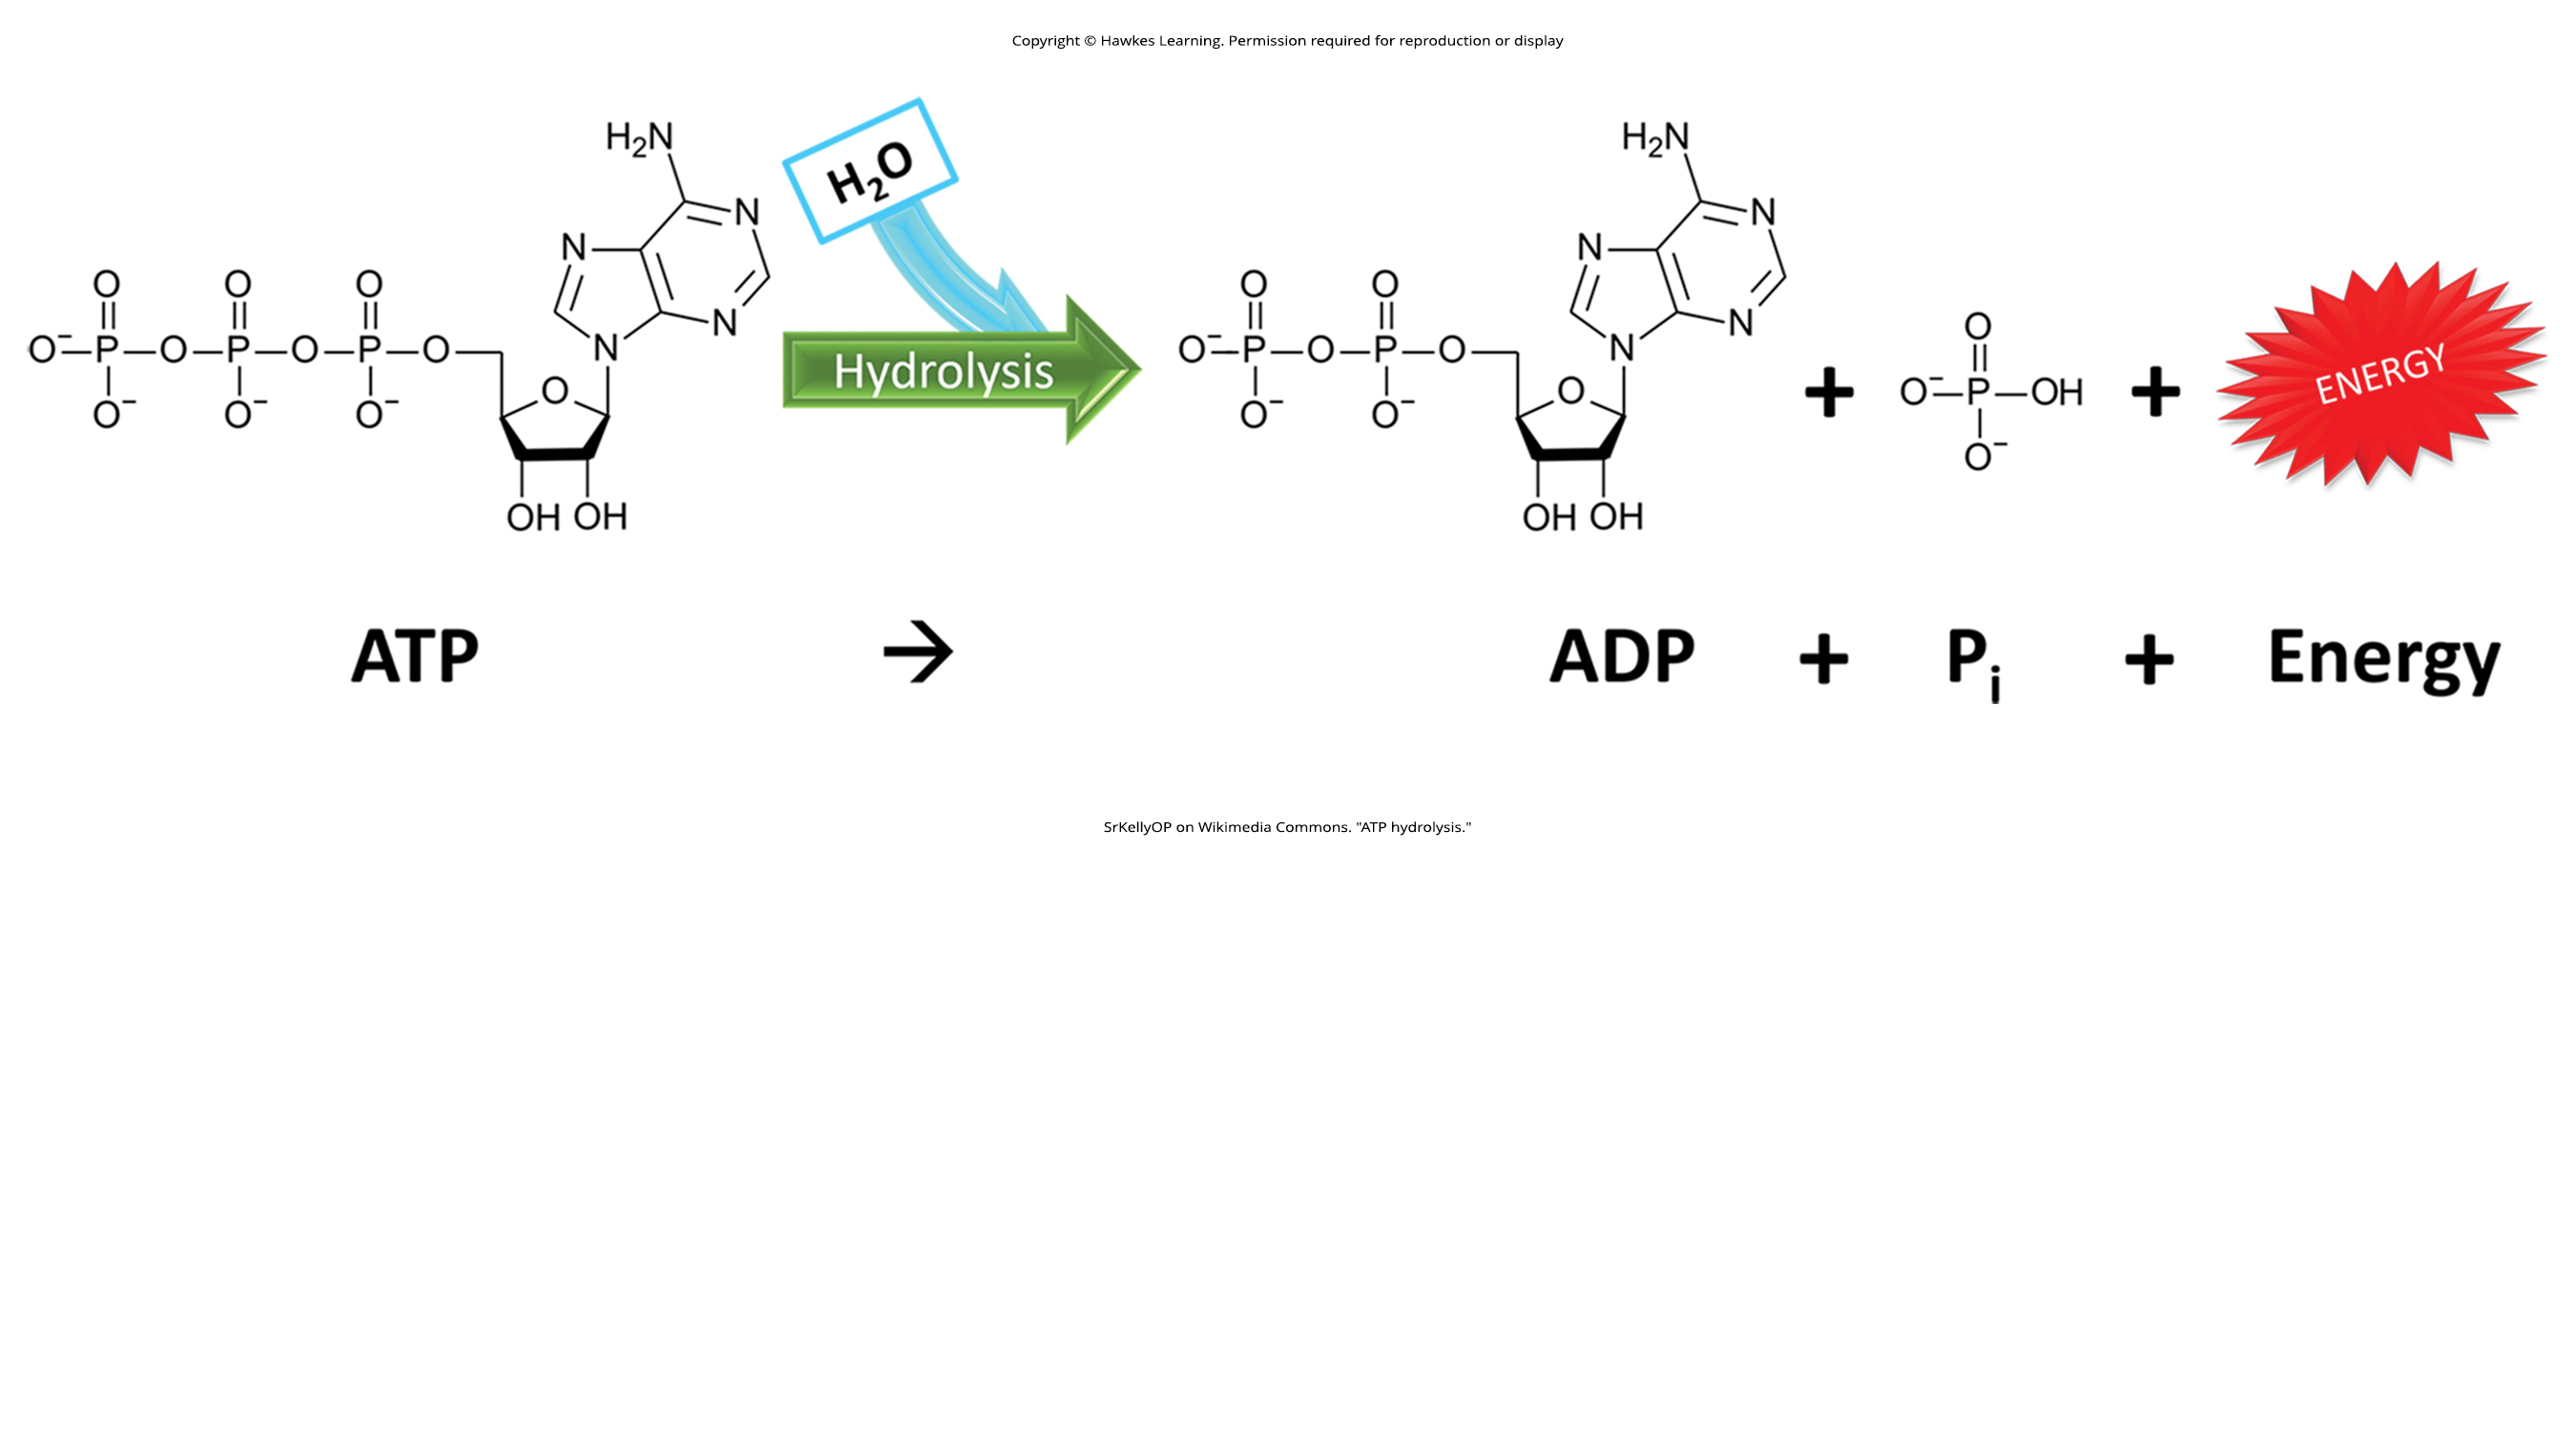 Copyright © Hawkes Learning. Permission required for reproduction or display
H₂N
N
N
N
N
O O O
O⁻ P O P O P O
O⁻ O⁻ O⁻
O
OH OH
H₂O
Hydrolysis
H₂N
N
N
N
N
O O
O⁻ P O P O
O⁻ O⁻
O
OH OH
+
O
O⁻ P OH
O⁻
+
ENERGY
ATP → ADP + Pᵢ + Energy
SrKellyOP on Wikimedia Commons. "ATP hydrolysis."